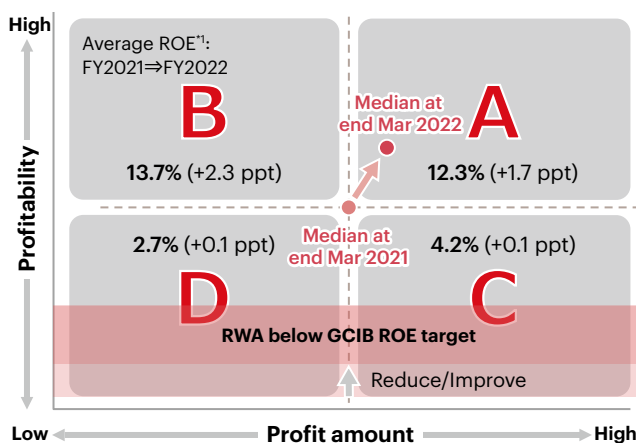 High
Average ROE*1:
FY2021⇒FY2022
B
13.7% (+2.3 ppt)
Median at
end Mar 2022
A
12.3% (+1.7 ppt)
Profitability
2.7% (+0.1 ppt)
D
Median at
end Mar 2021
4.2% (+0.1 ppt)
C
RWA below GCIB ROE target
Reduce/Improve
Low
Profit amount
High